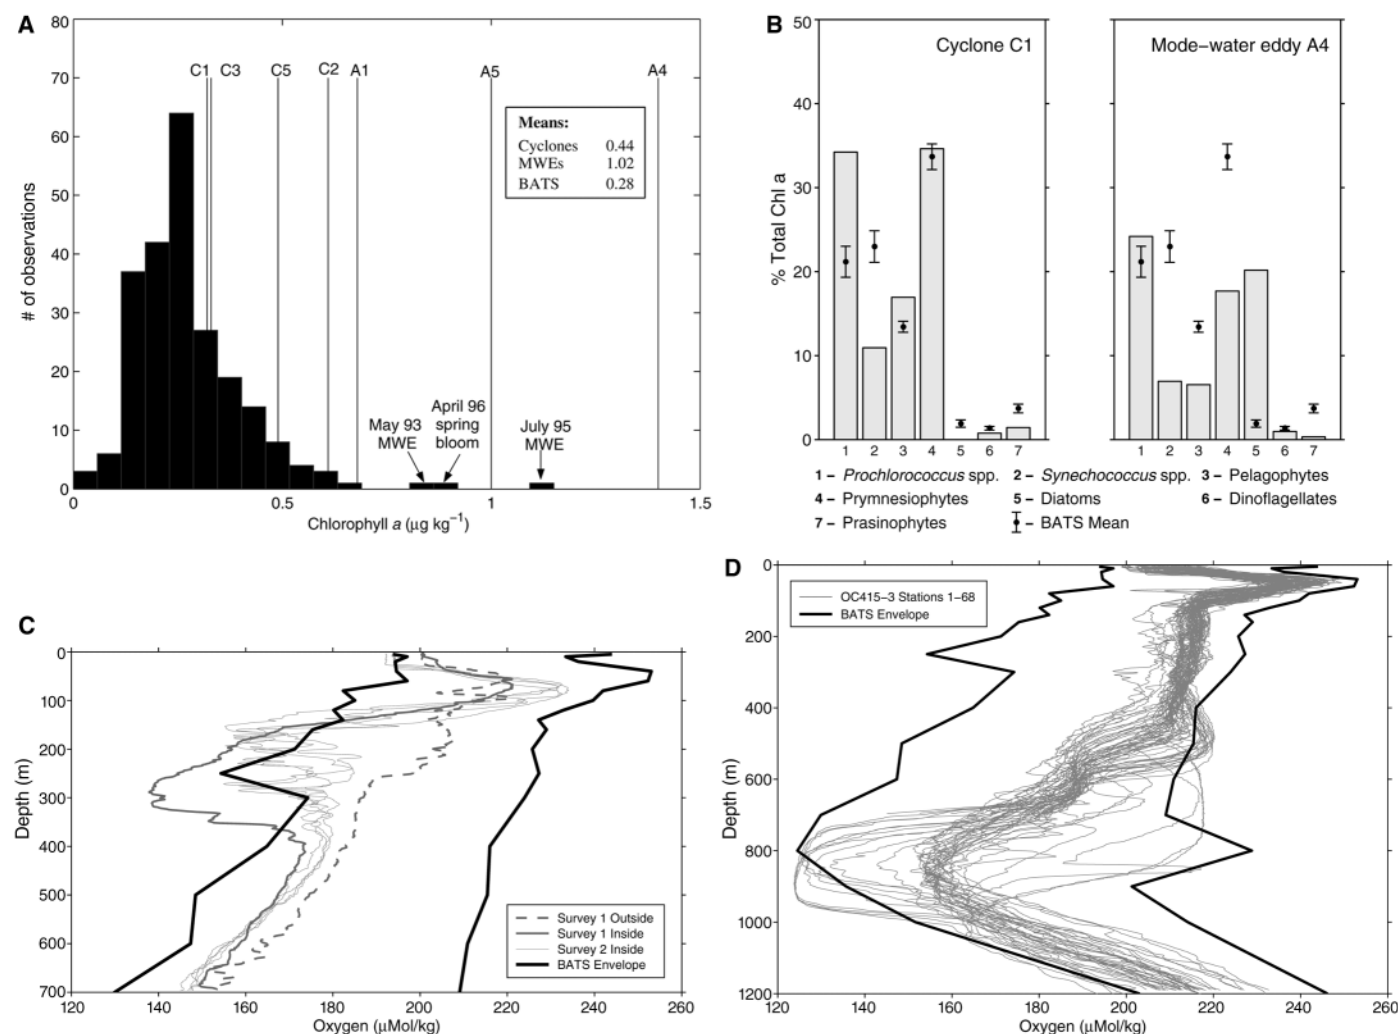 A
80
70
60
50
40
30
20
10
0
# of observations
C1 C3 C5 C2 A1 A5 A4
Means:
Cyclones 0.44
MWEs 1.02
BATS 0.28
May 93
MWE
April 96
spring
bloom
July 95
MWE
0 0.5 1 1.5
Chlorophyll a (μg kg⁻¹)
B
50
40
30
20
10
0
% Total Chl a
Cyclone C1
Mode–water eddy A4
1 2 3 4 5 6 7
1 2 3 4 5 6 7
1 – Prochlorococcus spp. 2 – Synechococcus spp. 3 – Pelagophytes
4 – Prymnesiophytes 5 – Diatoms 6 – Dinoflagellates
7 – Prasinophytes – BATS Mean
C
0
100
200
300
400
500
600
700
Depth (m)
Survey 1 Outside
Survey 1 Inside
Survey 2 Inside
BATS Envelope
120 140 160 180 200 220 240 260
Oxygen (μMol/kg)
D
0
200
400
600
800
1000
1200
Depth (m)
OC415–3 Stations 1–68
BATS Envelope
120 140 160 180 200 220 240 260
Oxygen (μMol/kg)